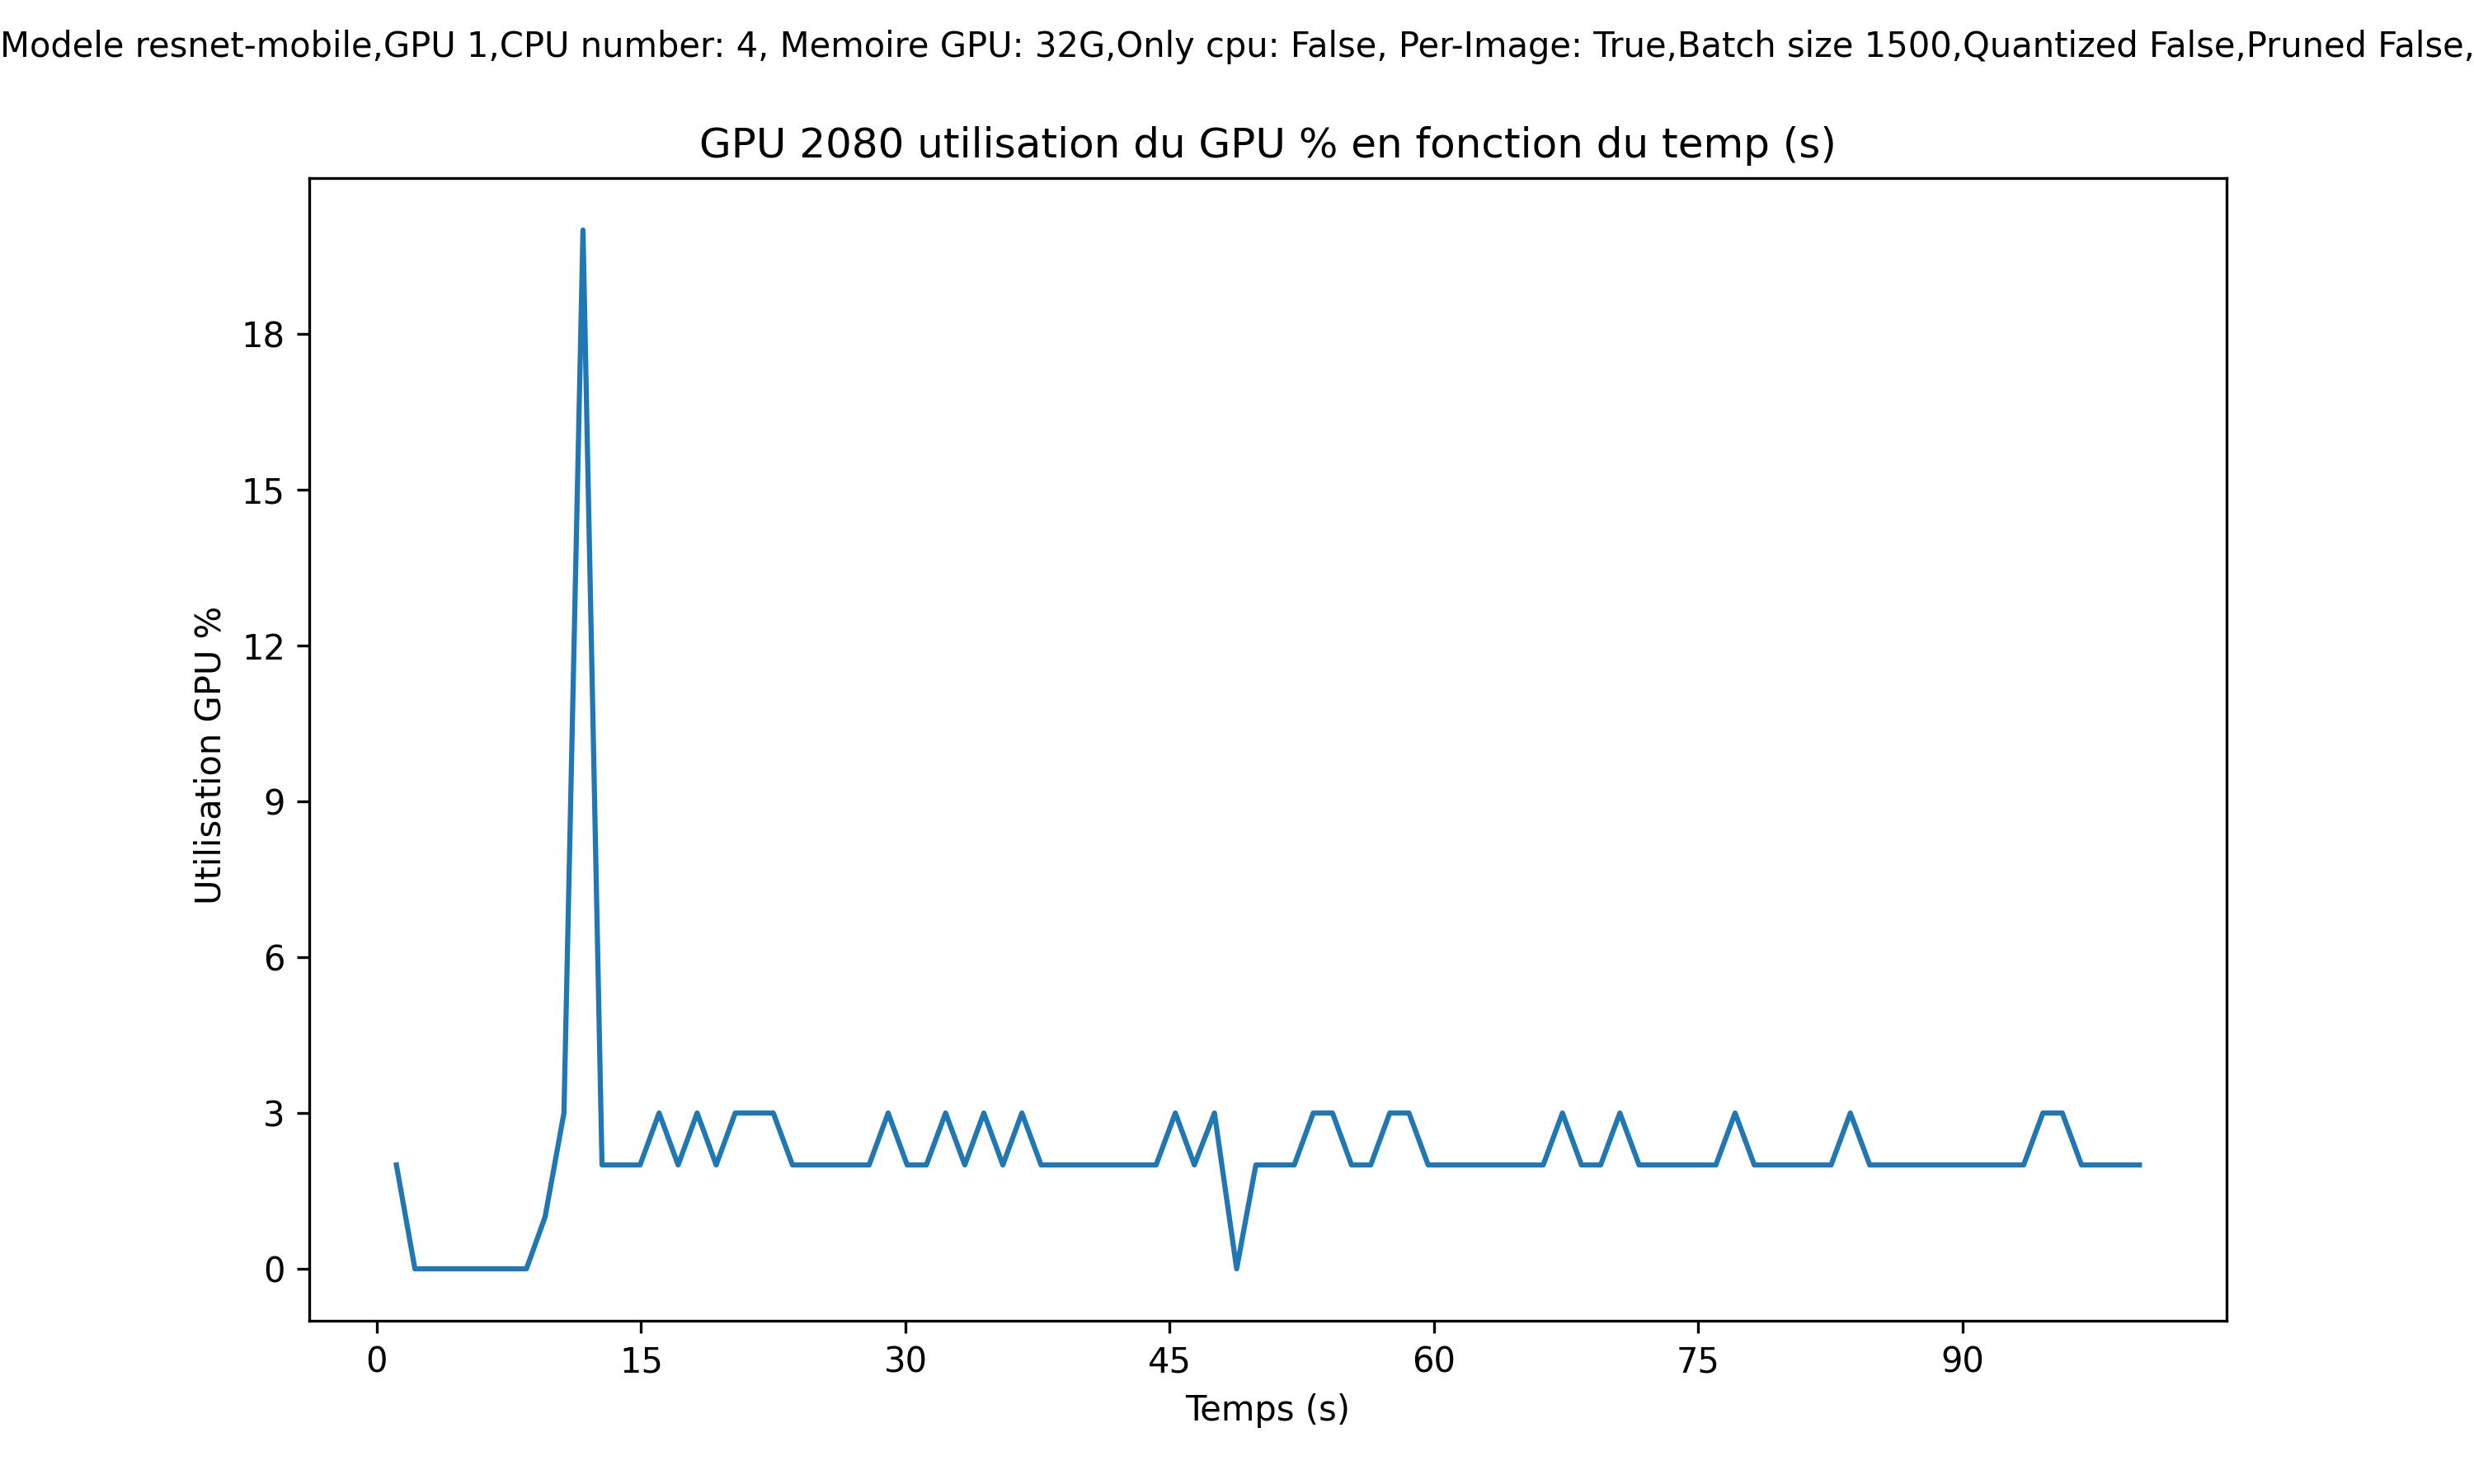 Modele resnet-mobile,GPU 1,CPU number: 4, Memoire GPU: 32G,Only cpu: False, Per-Image: True,Batch size 1500,Quantized False,Pruned False,
GPU 2080 utilisation du GPU % en fonction du temp (s)
Utilisation GPU %
18
15
12
9
6
3
0
0 15 30 45 60 75 90
Temps (s)